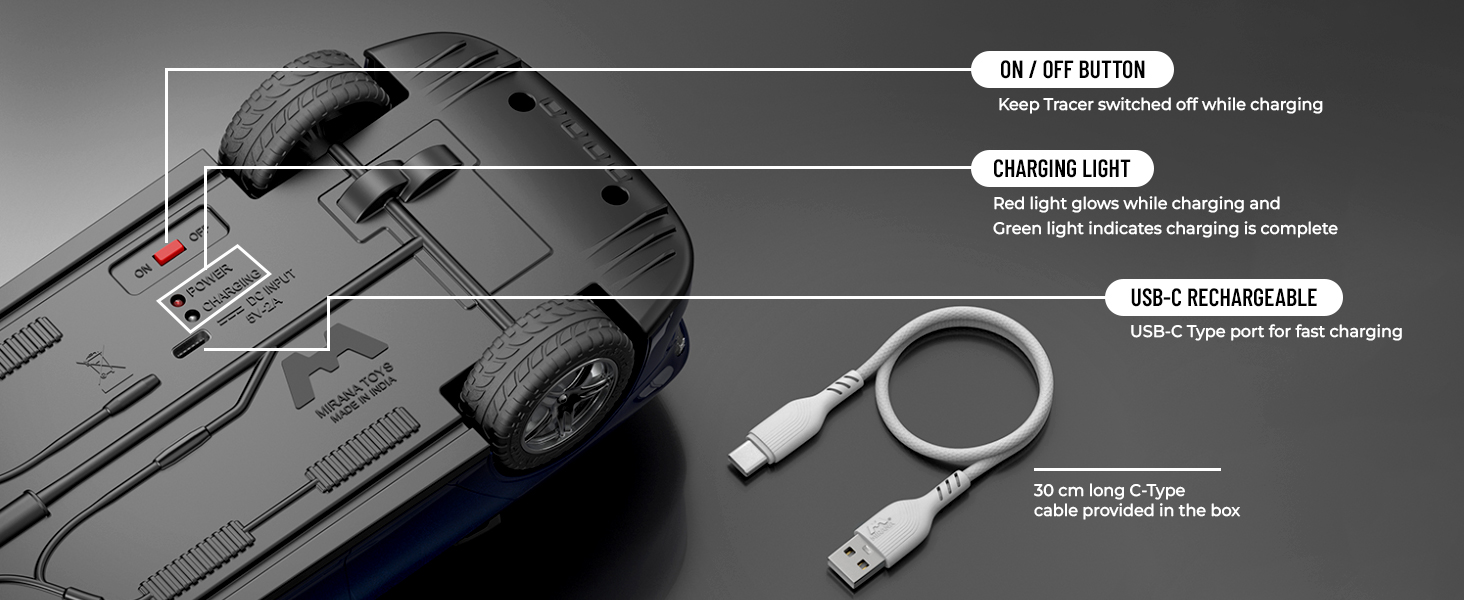 ON / OFF BUTTON
Keep Tracer switched off while charging
CHARGING LIGHT
Red light glows while charging and
Green light indicates charging is complete
USB-C RECHARGEABLE
USB-C Type port for fast charging
30 cm long C-Type
cable provided in the box
ON
OFF
POWER
CHARGING
DC INPUT
5V⎓2A
MIRANA TOYS
MADE IN INDIA